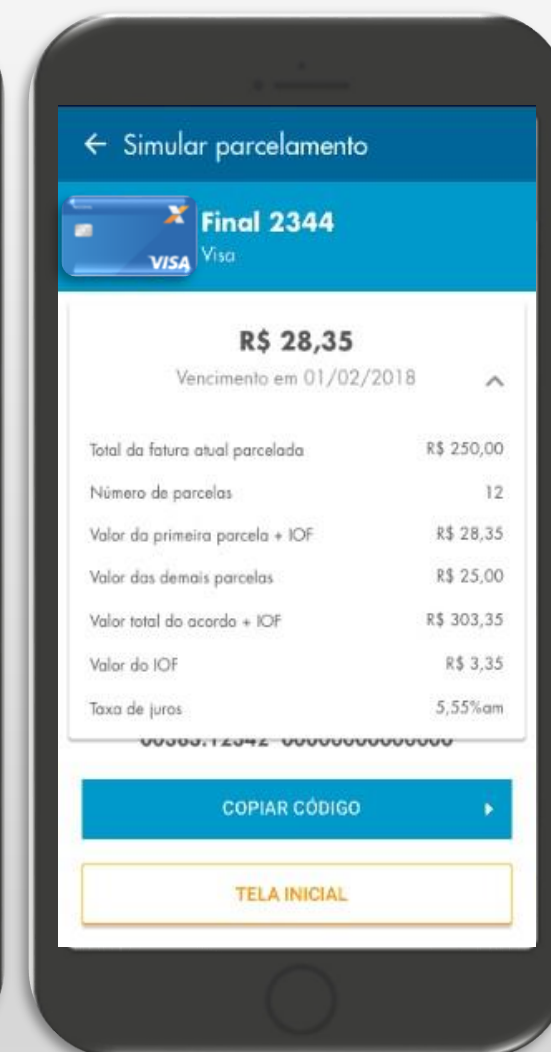 ← Simular parcelamento
Final 2344
Visa
VISA
R$ 28,35
Vencimento em 01/02/2018
Total da fatura atual parcelada R$ 250,00
Número de parcelas 12
Valor da primeira parcela + IOF R$ 28,35
Valor das demais parcelas R$ 25,00
Valor total do acordo + IOF R$ 303,35
Valor do IOF R$ 3,35
Taxa de juros 5,55%am
COPIAR CÓDIGO
TELA INICIAL